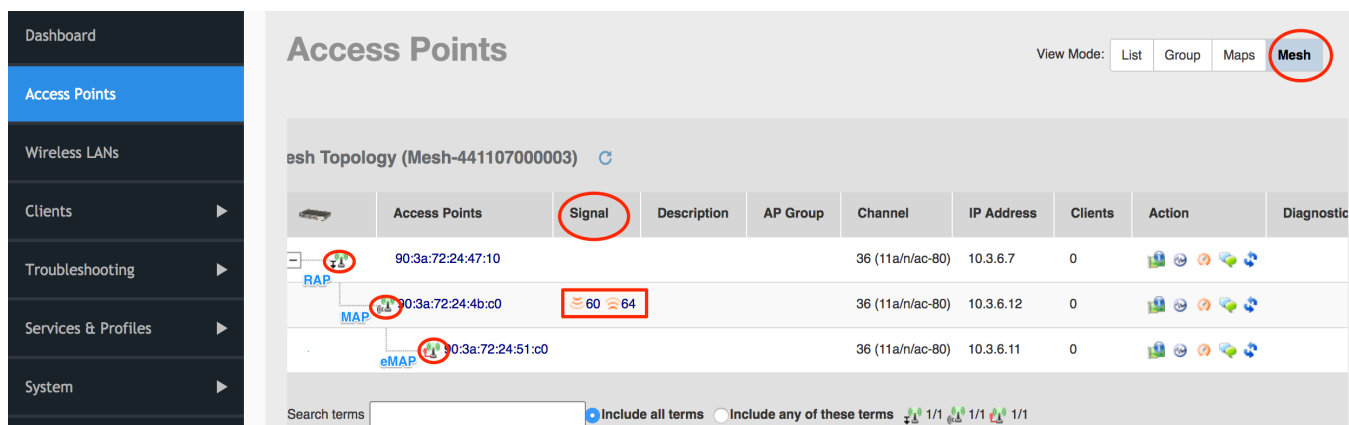 Dashboard
Access Points
Wireless LANs
Clients
Troubleshooting
Services & Profiles
System
Access Points
View Mode: List Group Maps Mesh
esh Topology (Mesh-441107000003)
Access Points Signal Description AP Group Channel IP Address Clients Action Diagnostic
90:3a:72:24:47:10 36 (11a/n/ac-80) 10.3.6.7 0
RAP
90:3a:72:24:4b:c0 60 64 36 (11a/n/ac-80) 10.3.6.12 0
MAP
90:3a:72:24:51:c0 36 (11a/n/ac-80) 10.3.6.11 0
eMAP
Search terms Include all terms Include any of these terms 1/1 1/1 1/1